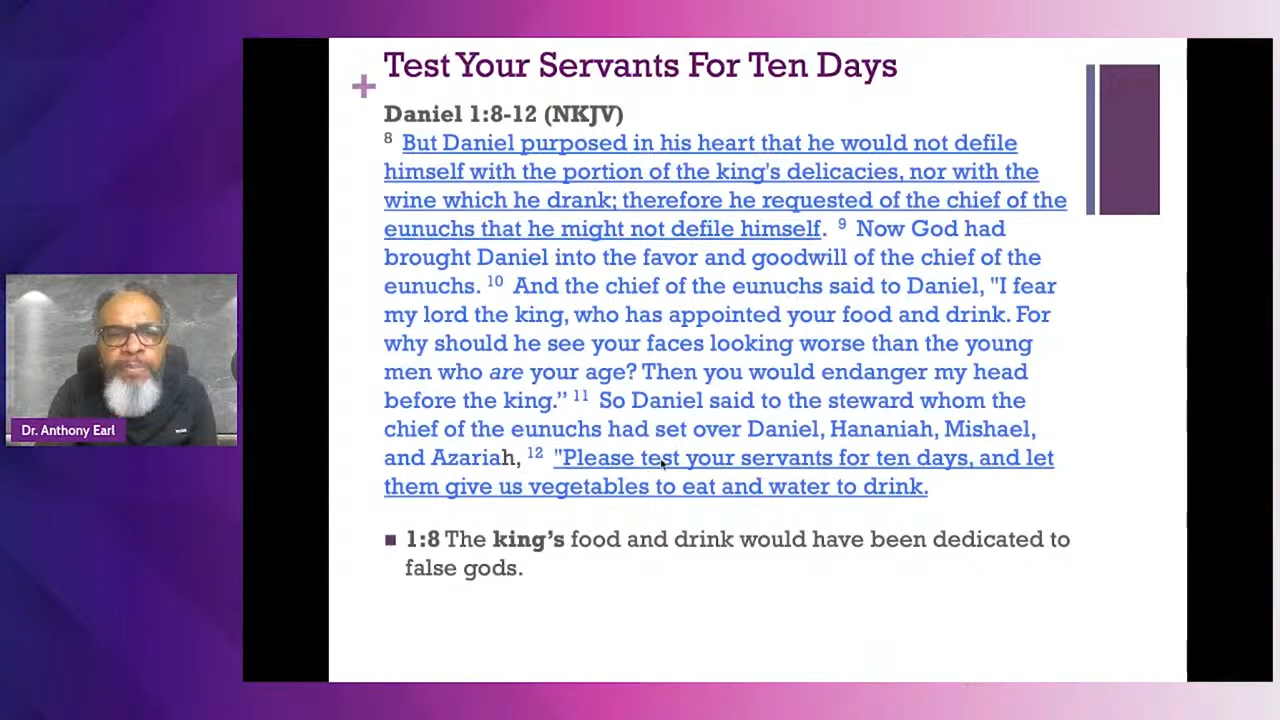 Test Your Servants For Ten Days
+
Daniel 1:8-12 (NKJV)
8 But Daniel purposed in his heart that he would not defile
himself with the portion of the king's delicacies, nor with the
wine which he drank; therefore he requested of the chief of the
eunuchs that he might not defile himself. 9 Now God had
brought Daniel into the favor and goodwill of the chief of the
eunuchs. 10 And the chief of the eunuchs said to Daniel, "I fear
my lord the king, who has appointed your food and drink. For
why should he see your faces looking worse than the young
men who are your age? Then you would endanger my head
before the king.” 11 So Daniel said to the steward whom the
chief of the eunuchs had set over Daniel, Hananiah, Mishael,
and Azariah, 12 "Please test your servants for ten days, and let
them give us vegetables to eat and water to drink.
■ 1:8 The king’s food and drink would have been dedicated to
false gods.
Dr. Anthony Earl